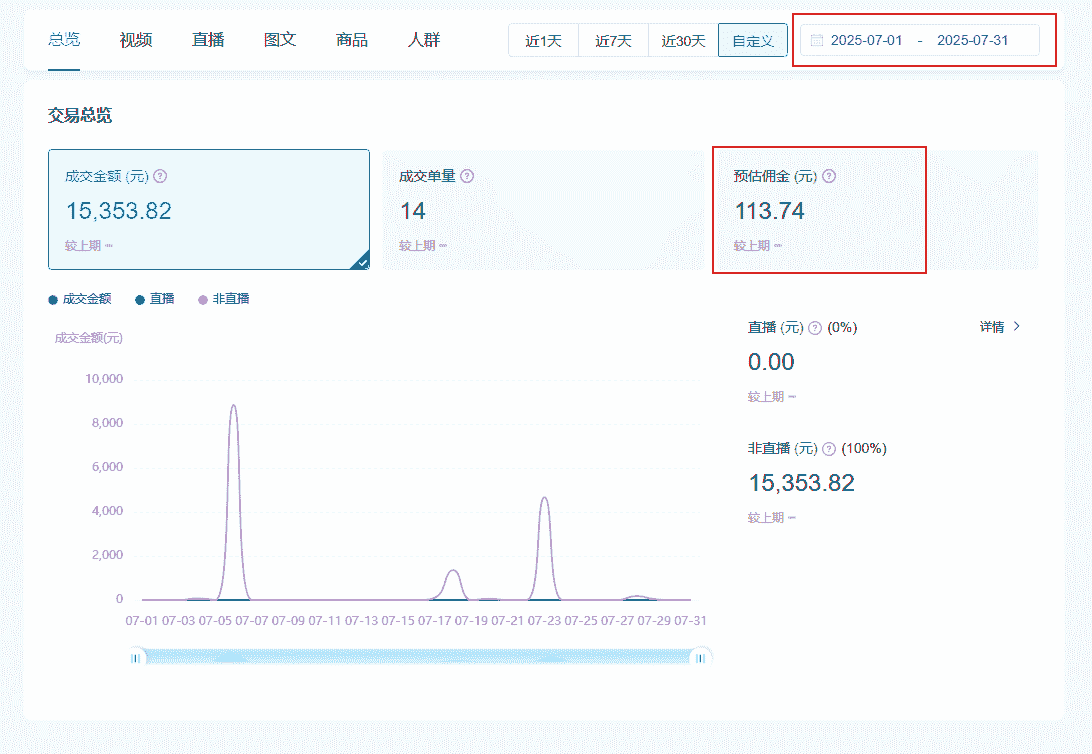 总览 视频 直播 图文 商品 人群 近1天 近7天 近30天 自定义 2025-07-01 - 2025-07-31
交易总览
成交金额 (元) ? 成交单量 ? 预估佣金 (元) ?
15,353.82 14 113.74
较上期 -- 较上期 -- 较上期 --
成交金额 直播 非直播
成交金额(元)
直播 (元) ? (0%) 详情 >
0.00
较上期 --
非直播 (元) ? (100%)
15,353.82
较上期 --
10,000
8,000
6,000
4,000
2,000
0
07-01 07-03 07-05 07-07 07-09 07-11 07-13 07-15 07-17 07-19 07-21 07-23 07-25 07-27 07-29 07-31